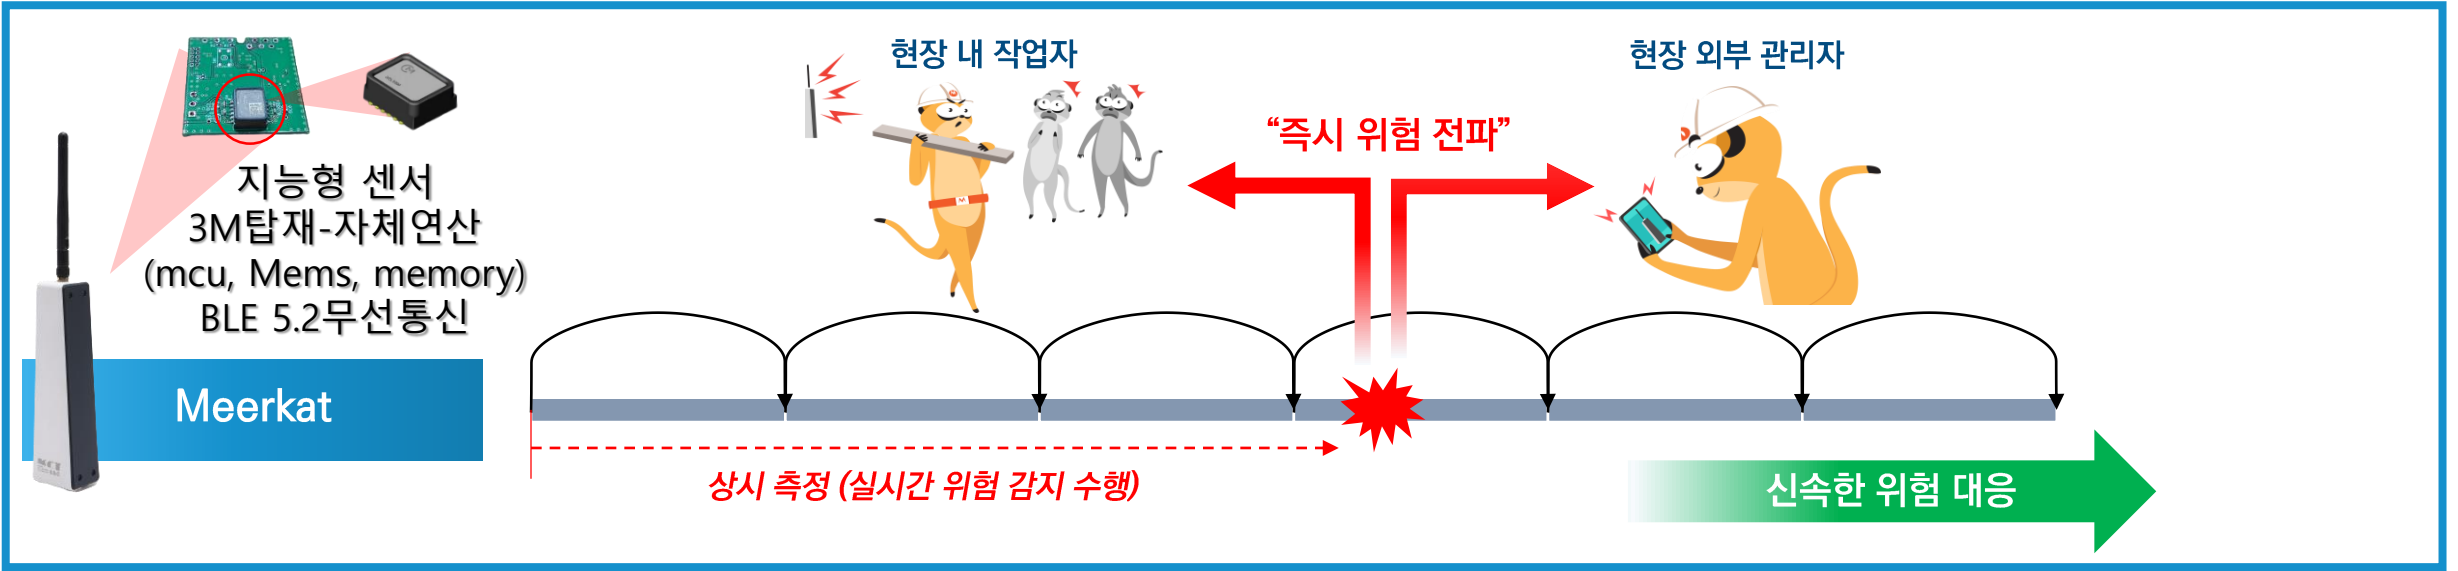 지능형 센서
3M탑재-자체연산
(mcu, Mems, memory)
BLE 5.2무선통신
Meerkat
현장 내 작업자
현장 외부 관리자
“즉시 위험 전파”
상시 측정 (실시간 위험 감지 수행)
신속한 위험 대응